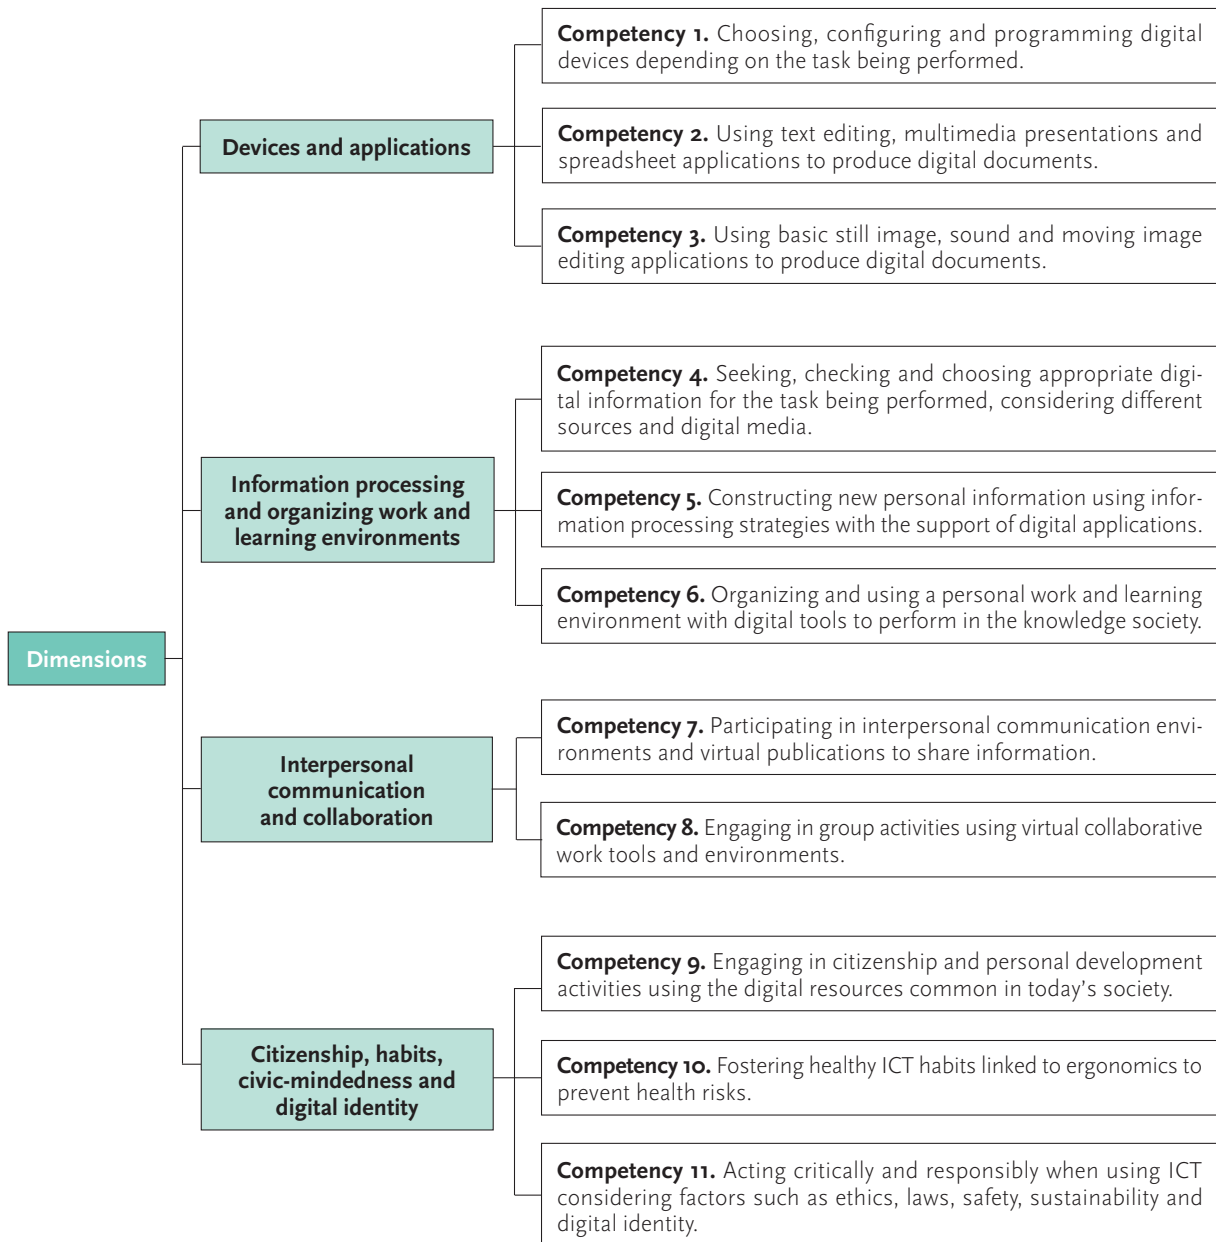 Dimensions
Devices and applications
Competency 1. Choosing, configuring and programming digital
devices depending on the task being performed.
Competency 2. Using text editing, multimedia presentations and
spreadsheet applications to produce digital documents.
Competency 3. Using basic still image, sound and moving image
editing applications to produce digital documents.
Information processing
and organizing work and
learning environments
Competency 4. Seeking, checking and choosing appropriate digi-
tal information for the task being performed, considering different
sources and digital media.
Competency 5. Constructing new personal information using infor-
mation processing strategies with the support of digital applications.
Competency 6. Organizing and using a personal work and learning
environment with digital tools to perform in the knowledge society.
Interpersonal
communication
and collaboration
Competency 7. Participating in interpersonal communication envi-
ronments and virtual publications to share information.
Competency 8. Engaging in group activities using virtual collaborative
work tools and environments.
Citizenship, habits,
civic-mindedness and
digital identity
Competency 9. Engaging in citizenship and personal development
activities using the digital resources common in today's society.
Competency 10. Fostering healthy ICT habits linked to ergonomics to
prevent health risks.
Competency 11. Acting critically and responsibly when using ICT
considering factors such as ethics, laws, safety, sustainability and
digital identity.